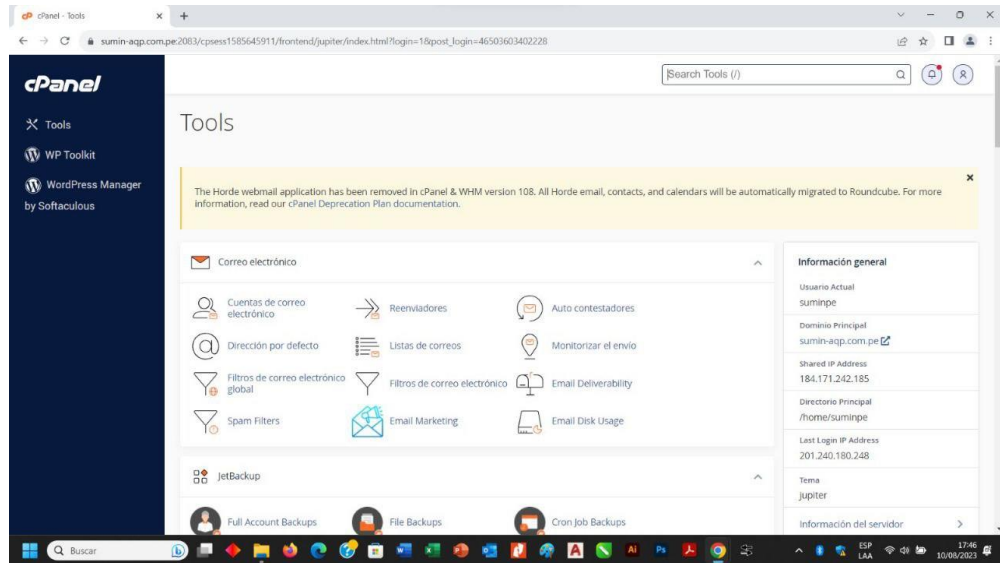 cPanel - Tools
sumin-aqp.com.pe:2083/cpsess1585645911/frontend/jupiter/index.html?login=1&post_login=46503603402228
cPanel
Search Tools (/)
Tools
WP Toolkit
WordPress Manager
by Softaculous
Tools
The Horde webmail application has been removed in cPanel & WHM version 108. All Horde email, contacts, and calendars will be automatically migrated to Roundcube. For more
information, read our cPanel Deprecation Plan documentation.
Correo electrónico
Cuentas de correo
electrónico
Reenviadores
Auto contestadores
Dirección por defecto
Listas de correos
Monitorizar el envío
Filtros de correo electrónico
global
Filtros de correo electrónico
Email Deliverability
Spam Filters
Email Marketing
Email Disk Usage
JetBackup
Full Account Backups
File Backups
Cron Job Backups
Información general
Usuario Actual
suminpe
Dominio Principal
sumin-aqp.com.pe
Shared IP Address
184.171.242.185
Directorio Principal
/home/suminpe
Last Login IP Address
201.240.180.248
Tema
jupiter
Información del servidor
Buscar
ESP
LAA
17:46
10/08/2023